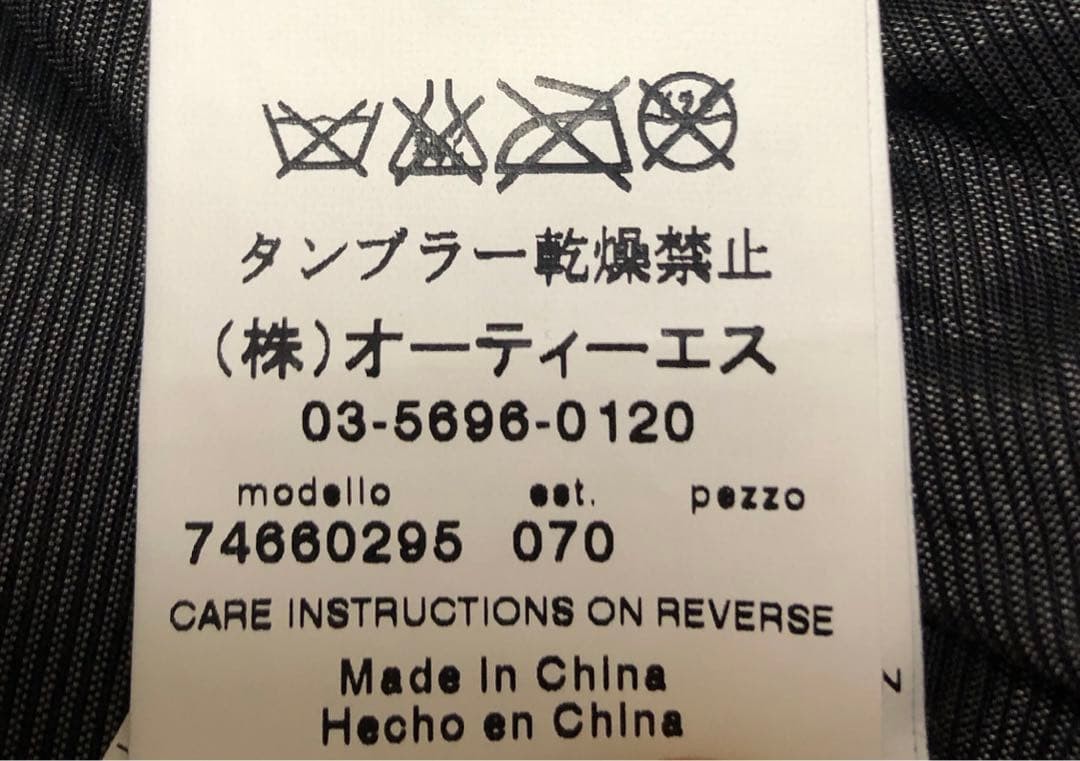 タンブラー乾燥禁止
(株)オーティーエス
03-5696-0120
modello est. pezzo
74660295 070
CARE INSTRUCTIONS ON REVERSE
Made in China
Hecho en China
7